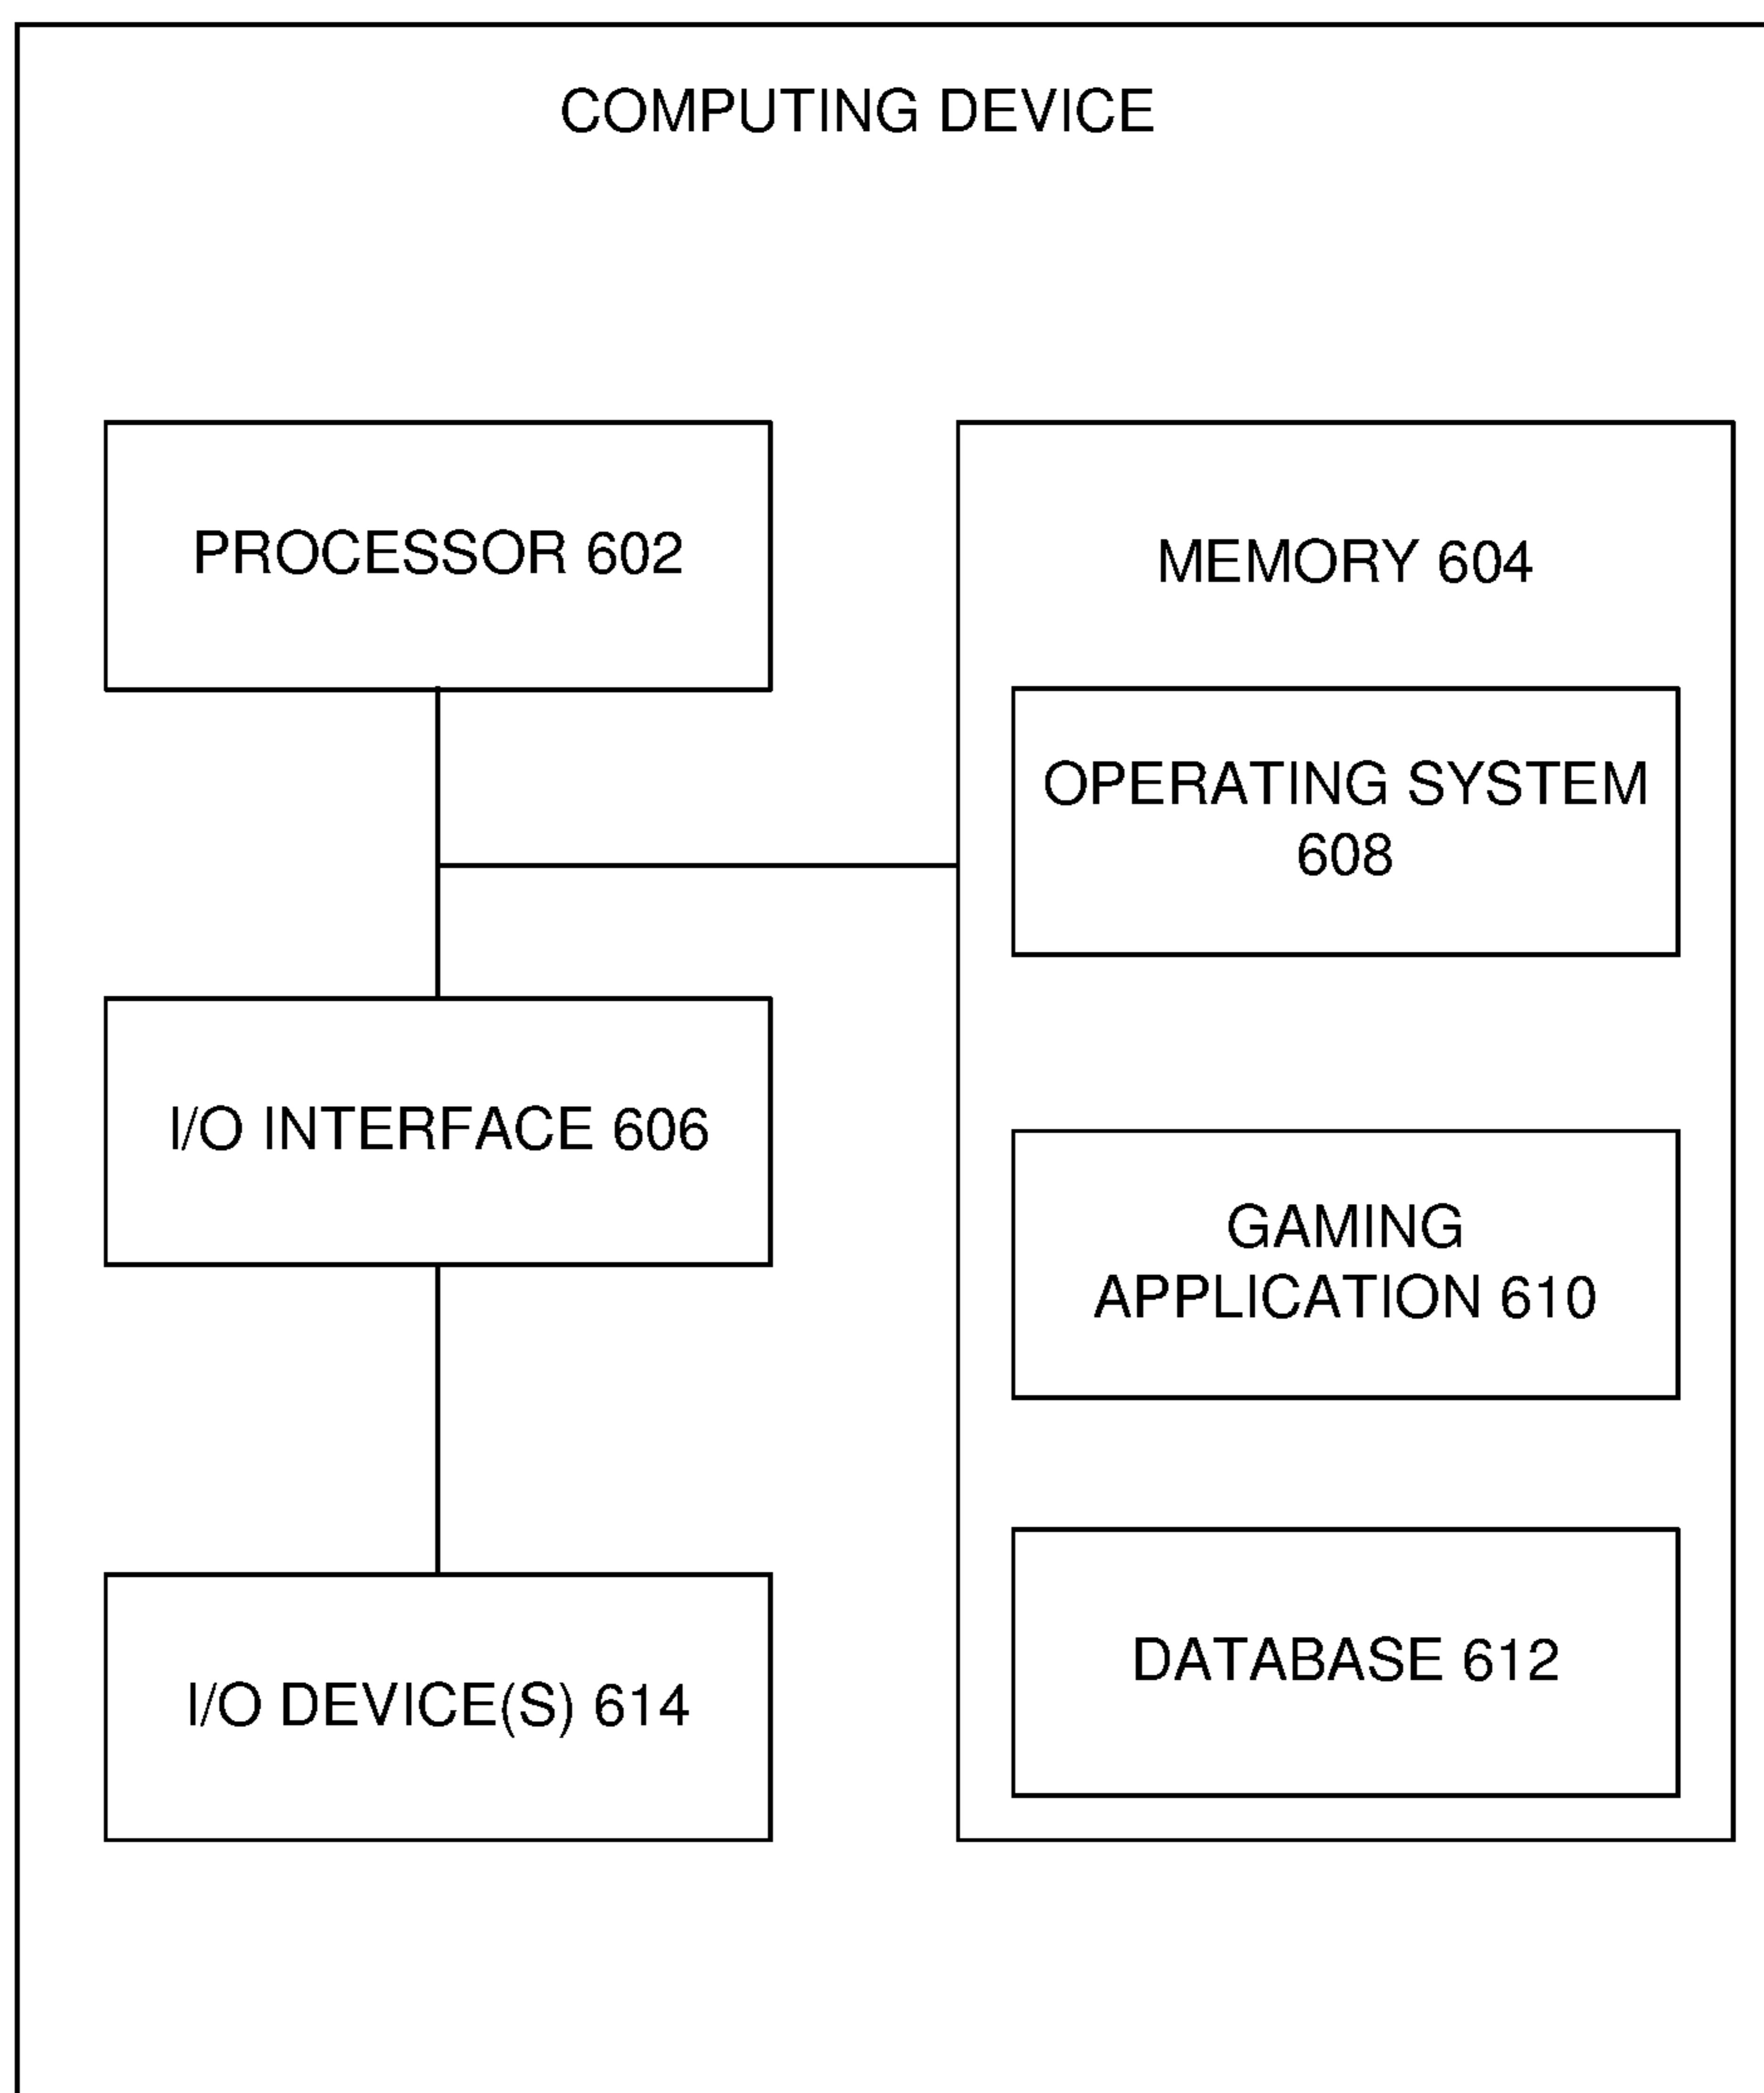 COMPUTING DEVICE
PROCESSOR 602
MEMORY 604
OPERATING SYSTEM
608
I/O INTERFACE 606
GAMING
APPLICATION 610
I/O DEVICE(S) 614
DATABASE 612